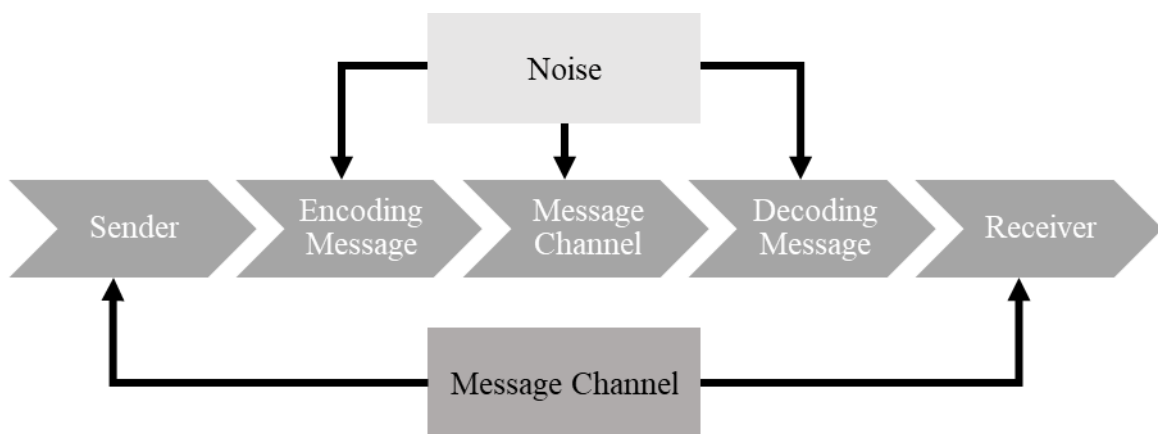 Noise
Sender
Encoding
Message
Message
Channel
Decoding
Message
Receiver
Message Channel